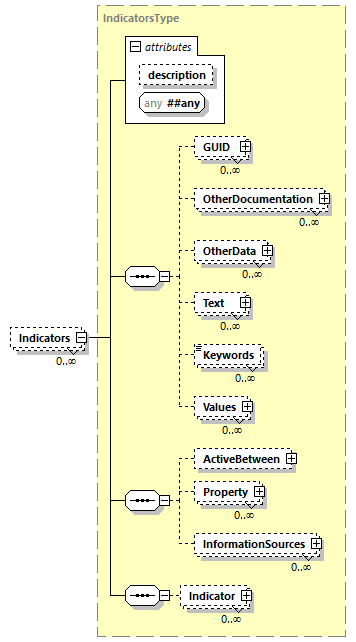 IndicatorsType
attributes
description
any ##any
GUID
0..∞
OtherDocumentation
0..∞
OtherData
0..∞
Text
0..∞
Indicators
0..∞
Keywords
0..∞
Values
0..∞
ActiveBetween
Property
0..∞
InformationSources
0..∞
Indicator
0..∞